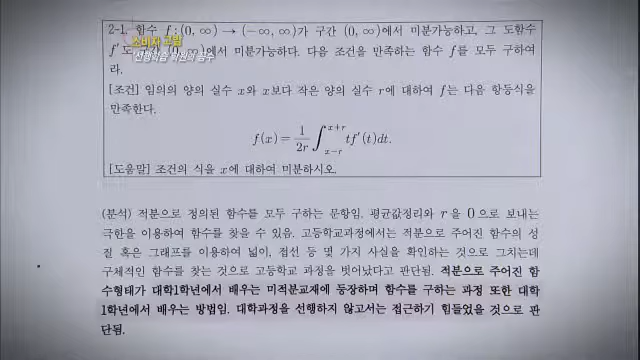 2-1. 함수 f : (0, ∞) → (-∞, ∞)가 구간 (0, ∞)에서 미분가능하고, 그 도함수
소비자 고발
f′도 (0, ∞)에서 미분가능하다. 다음 조건을 만족하는 함수 f를 모두 구하여
선행학습 학원의 꼼수
라.
[조건] 임의의 양의 실수 x와 x보다 작은 양의 실수 r에 대하여 f는 다음 항등식을
만족한다.
f(x) = 1/2r ∫_{x-r}^{x+r} tf′(t)dt.
[도움말] 조건의 식을 x에 대하여 미분하시오.
(분석) 적분으로 정의된 함수를 모두 구하는 문항임. 평균값정리와 r을 0으로 보내는
극한을 이용하여 함수를 찾을 수 있음. 고등학교과정에서는 적분으로 주어진 함수의 성
질 혹은 그래프를 이용하여 넓이, 접선 등 몇 가지 사실을 확인하는 것으로 그치는데
구체적인 함수를 찾는 것으로 고등학교 과정을 벗어났다고 판단됨. 적분으로 주어진 함
수형태가 대학1학년에서 배우는 미적분교재에 등장하며 함수를 구하는 과정 또한 대학
1학년에서 배우는 방법임. 대학과정을 선행하지 않고서는 접근하기 힘들었을 것으로 판
단됨.